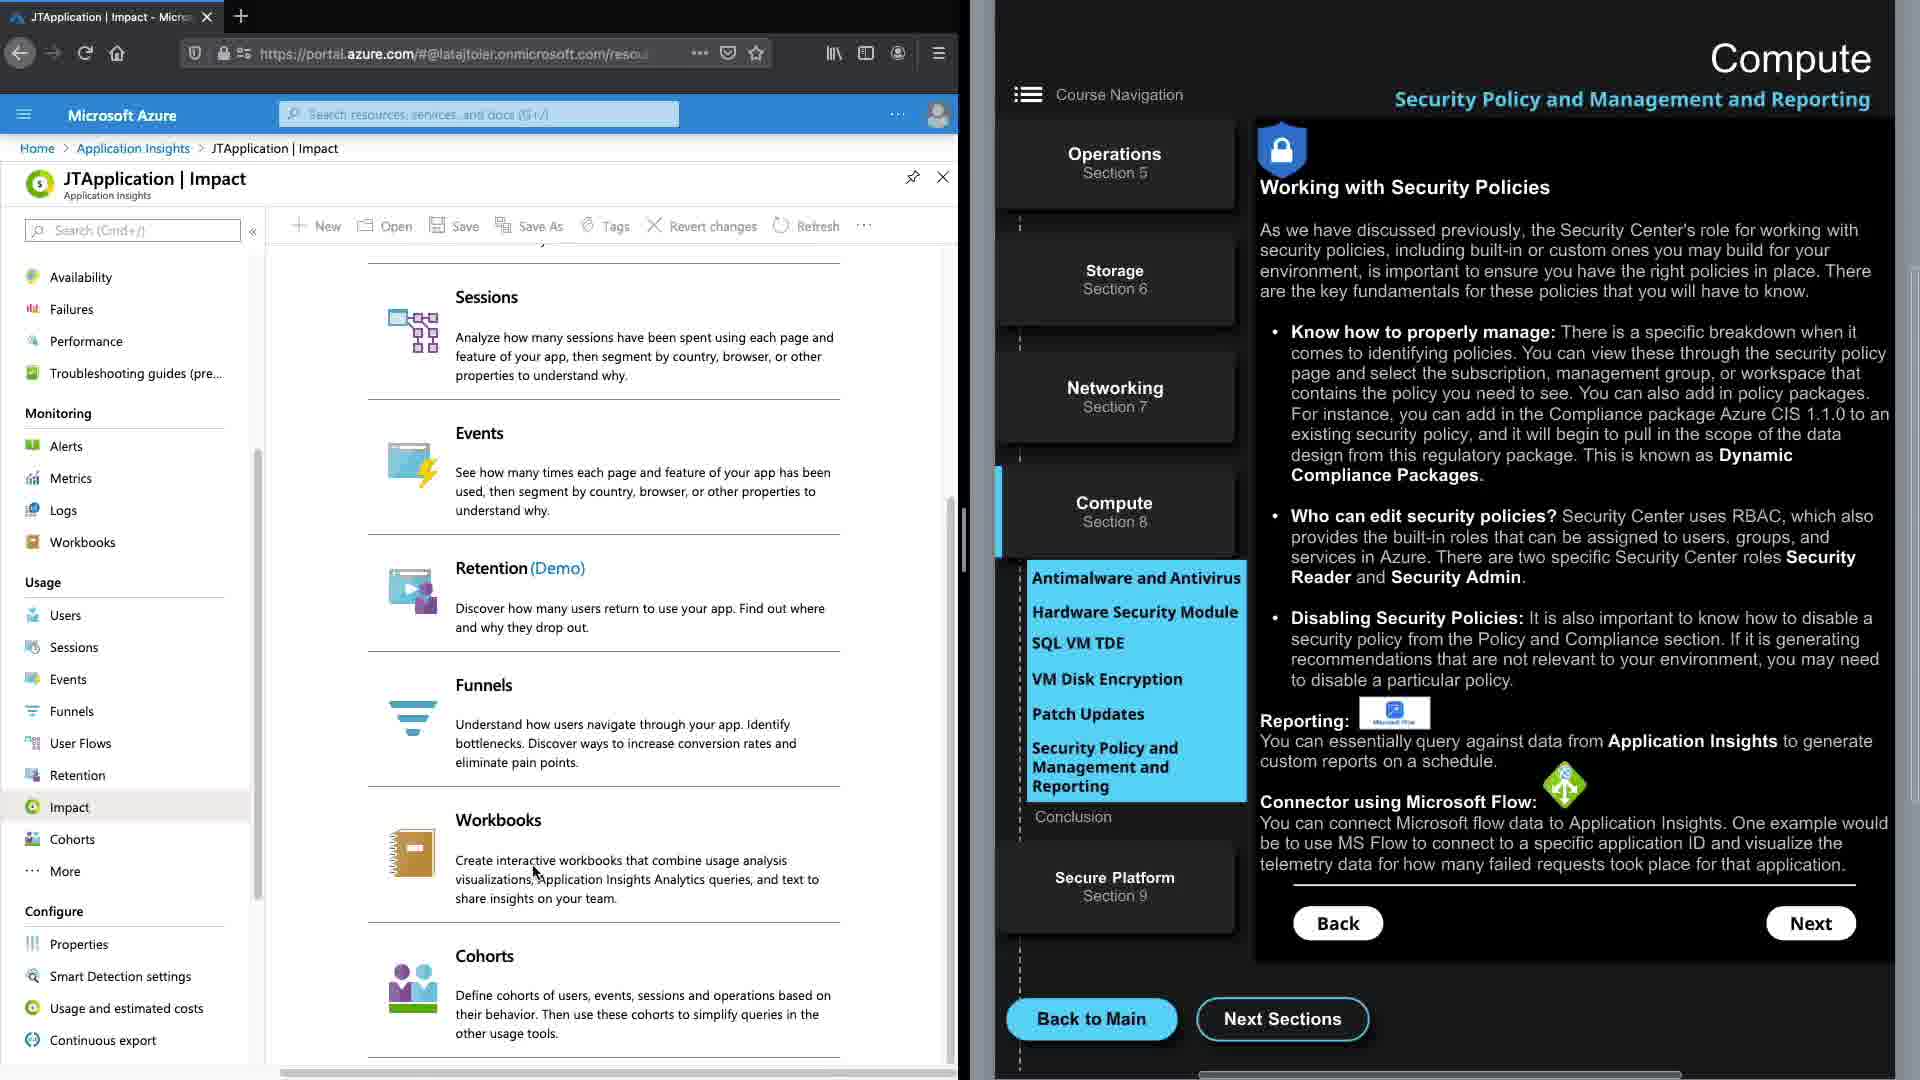 JTApplication | Impact - Micros
https://portal.azure.com/#@latajtoler.onmicrosoft.com/resou
Microsoft Azure
Search resources, services, and docs (G+/)
Home > Application Insights > JTApplication | Impact
JTApplication | Impact
Application Insights
Search (Cmd+/)
New
Open
Save
Save As
Tags
Revert changes
Refresh
Availability
Failures
Performance
Troubleshooting guides (pre...
Monitoring
Alerts
Metrics
Logs
Workbooks
Usage
Users
Sessions
Events
Funnels
User Flows
Retention
Impact
Cohorts
More
Configure
Properties
Smart Detection settings
Usage and estimated costs
Continuous export
Sessions
Analyze how many sessions have been spent using each page and
feature of your app, then segment by country, browser, or other
properties to understand why.
Events
See how many times each page and feature of your app has been
used, then segment by country, browser, or other properties to
understand why.
Retention (Demo)
Discover how many users return to use your app. Find out where
and why they drop out.
Funnels
Understand how users navigate through your app. Identify
bottlenecks. Discover ways to increase conversion rates and
eliminate pain points.
Workbooks
Create interactive workbooks that combine usage analysis
visualizations, Application Insights Analytics queries, and text to
share insights on your team.
Cohorts
Define cohorts of users, events, sessions and operations based on
their behavior. Then use these cohorts to simplify queries in the
other usage tools.
Compute
Security Policy and Management and Reporting
Course Navigation
Operations
Section 5
Storage
Section 6
Networking
Section 7
Compute
Section 8
Antimalware and Antivirus
Hardware Security Module
SQL VM TDE
VM Disk Encryption
Patch Updates
Security Policy and
Management and
Reporting
Conclusion
Secure Platform
Section 9
Back to Main
Next Sections
Working with Security Policies
As we have discussed previously, the Security Center's role for working with
security policies, including built-in or custom ones you may build for your
environment, is important to ensure you have the right policies in place. There
are the key fundamentals for these policies that you will have to know.
• Know how to properly manage: There is a specific breakdown when it
comes to identifying policies. You can view these through the security policy
page and select the subscription, management group, or workspace that
contains the policy you need to see. You can also add in policy packages.
For instance, you can add in the Compliance package Azure CIS 1.1.0 to an
existing security policy, and it will begin to pull in the scope of the data
design from this regulatory package. This is known as Dynamic
Compliance Packages.
• Who can edit security policies? Security Center uses RBAC, which also
provides the built-in roles that can be assigned to users. groups, and
services in Azure. There are two specific Security Center roles Security
Reader and Security Admin.
• Disabling Security Policies: It is also important to know how to disable a
security policy from the Policy and Compliance section. If it is generating
recommendations that are not relevant to your environment, you may need
to disable a particular policy.
Reporting:
Microsoft Flow
You can essentially query against data from Application Insights to generate
custom reports on a schedule.
Connector using Microsoft Flow:
You can connect Microsoft flow data to Application Insights. One example would
be to use MS Flow to connect to a specific application ID and visualize the
telemetry data for how many failed requests took place for that application.
Back
Next